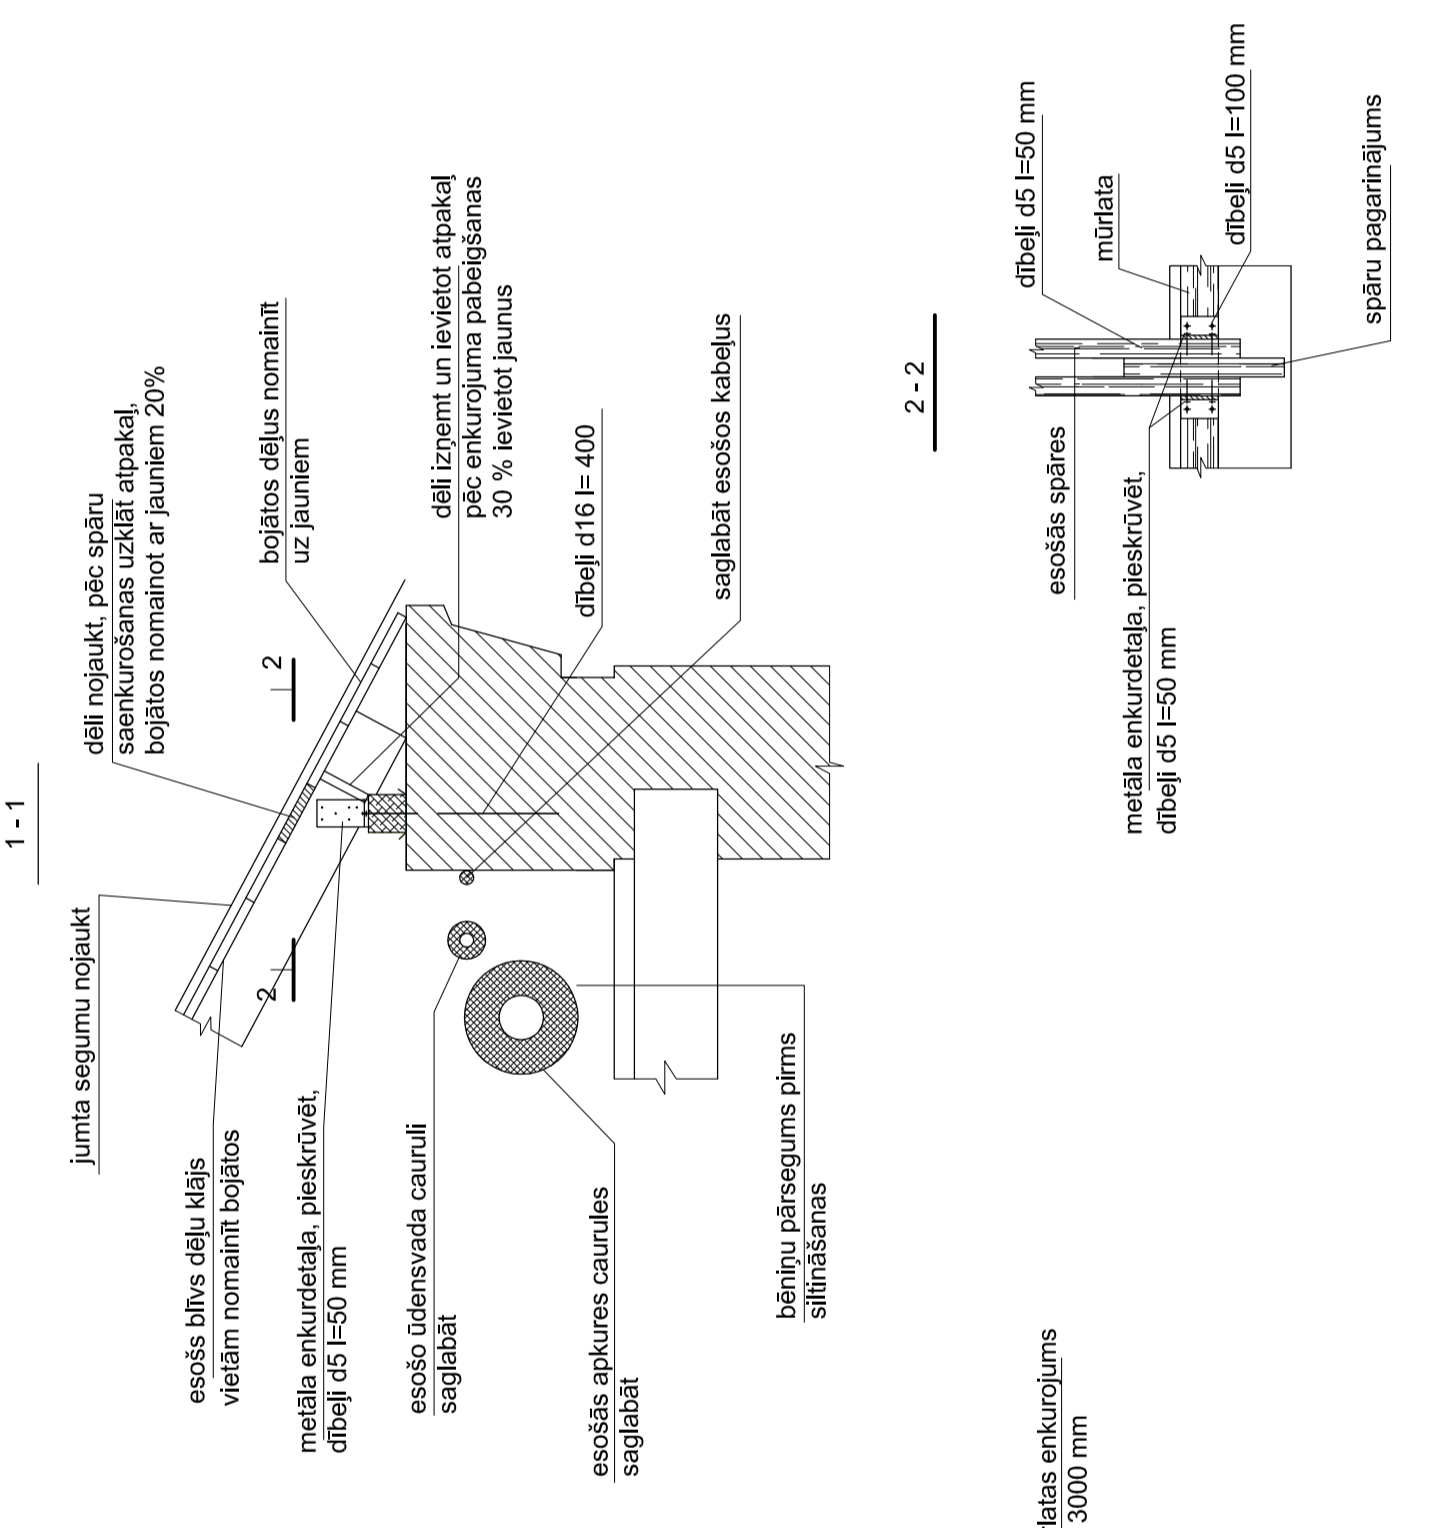 1 - 1
jumta segumu nojaukt
dēli nojaukt, pēc spāru
saenkurošanas uzklāt atpakaļ,
bojātos nomainot ar jauniem 20%
esošs blīvs dēļu klājs
vietām nomainīt bojātos
2
2
bojātos dēļus nomainīt
uz jauniem
metāla enkurdetaļa, pieskrūvēt,
dībeļi d5 l=50 mm
esošo ūdensvada cauruli
saglabāt
dēli izņemt un ievietot atpakaļ
pēc enkurojuma pabeigšanas
30 % ievietot jaunus
esošās apkures caurules
saglabāt
dībeļi d16 l= 400
saglabāt esošos kabeļus
bēniņu pārsegums pirms
siltināšanas
2 - 2
dībeļi d5 l=50 mm
esošās spāres
mūrlata
metāla enkurdetaļa, pieskrūvēt,
dībeļi d5 l=50 mm
dībeļi d5 l=100 mm
spāru pagarinājums
enkurojums
3000 mm